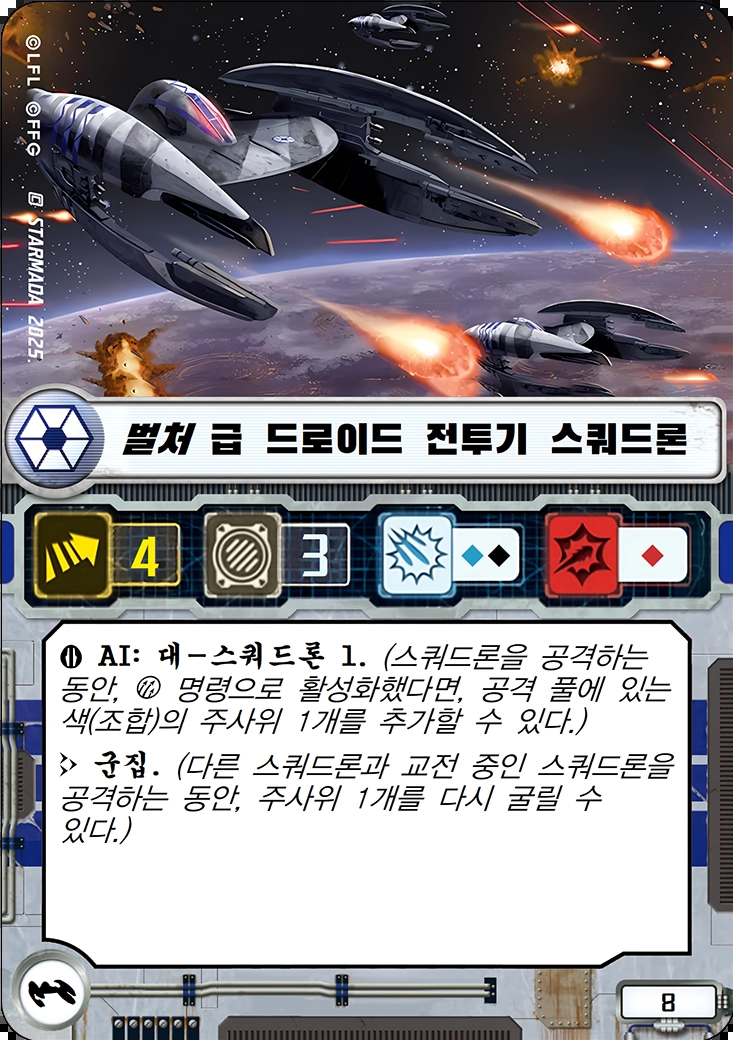 ©LFL ©FFG
STARMADA 2025.
벌처 급 드로이드 전투기 스쿼드론
4
3
AI: 대-스쿼드론 1. (스쿼드론을 공격하는
동안, 명령으로 활성화했다면, 공격 풀에 있는
색(조합)의 주사위 1개를 추가할 수 있다.)
군집. (다른 스쿼드론과 교전 중인 스쿼드론을
공격하는 동안, 주사위 1개를 다시 굴릴 수
있다.)
8